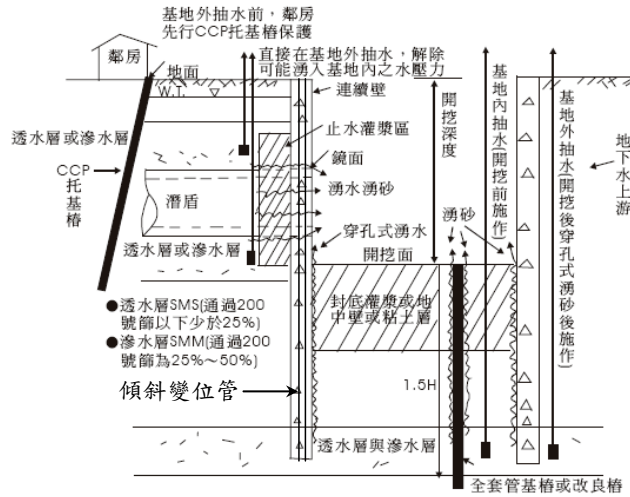 基地外抽水前，鄰房
先行CCP托基樁保護
鄰房
直接在基地外抽水，解除
可能湧入基地內之水壓力
地面
W.T.
連續壁
透水層或滲水層
止水灌漿區
鏡面
CCP
托基樁
潛盾
湧水湧砂
穿孔式湧水
透水層或滲水層
開挖面
開挖深度
湧砂
基地內抽水(開挖前施作)
基地外抽水(開挖後穿孔式湧砂後施作)
地下水上游
●透水層SMS(通過200
號篩以下少於25%)
●滲水層SMM(通過200
號篩為25%～50%)
封底灌漿或地
中壁或粘土層
傾斜變位管
1.5H
透水層與滲水層
全套管基樁或改良樁